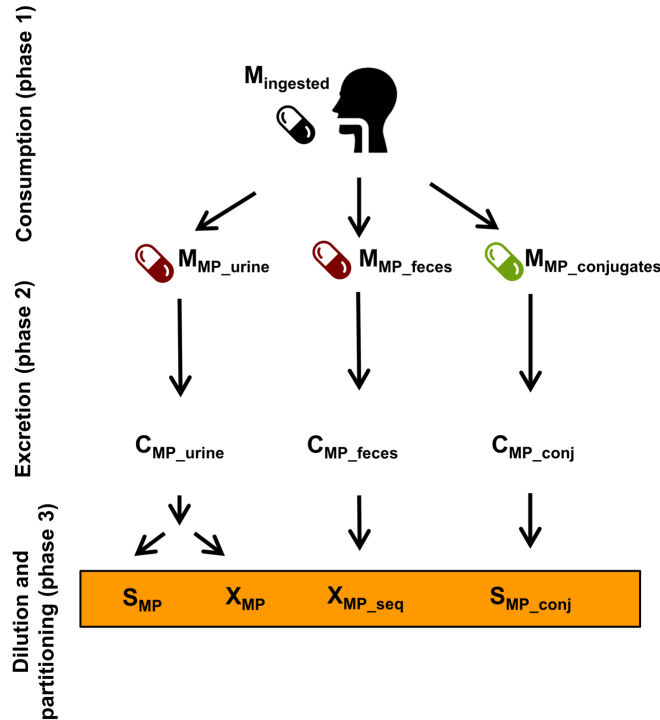 Consumption (phase 1)
M_ingested
M_MP_urine
M_MP_feces
M_MP_conjugates
Excretion (phase 2)
C_MP_urine
C_MP_feces
C_MP_conj
Dilution and
partitioning (phase 3)
S_MP
X_MP
X_MP_seq
S_MP_conj